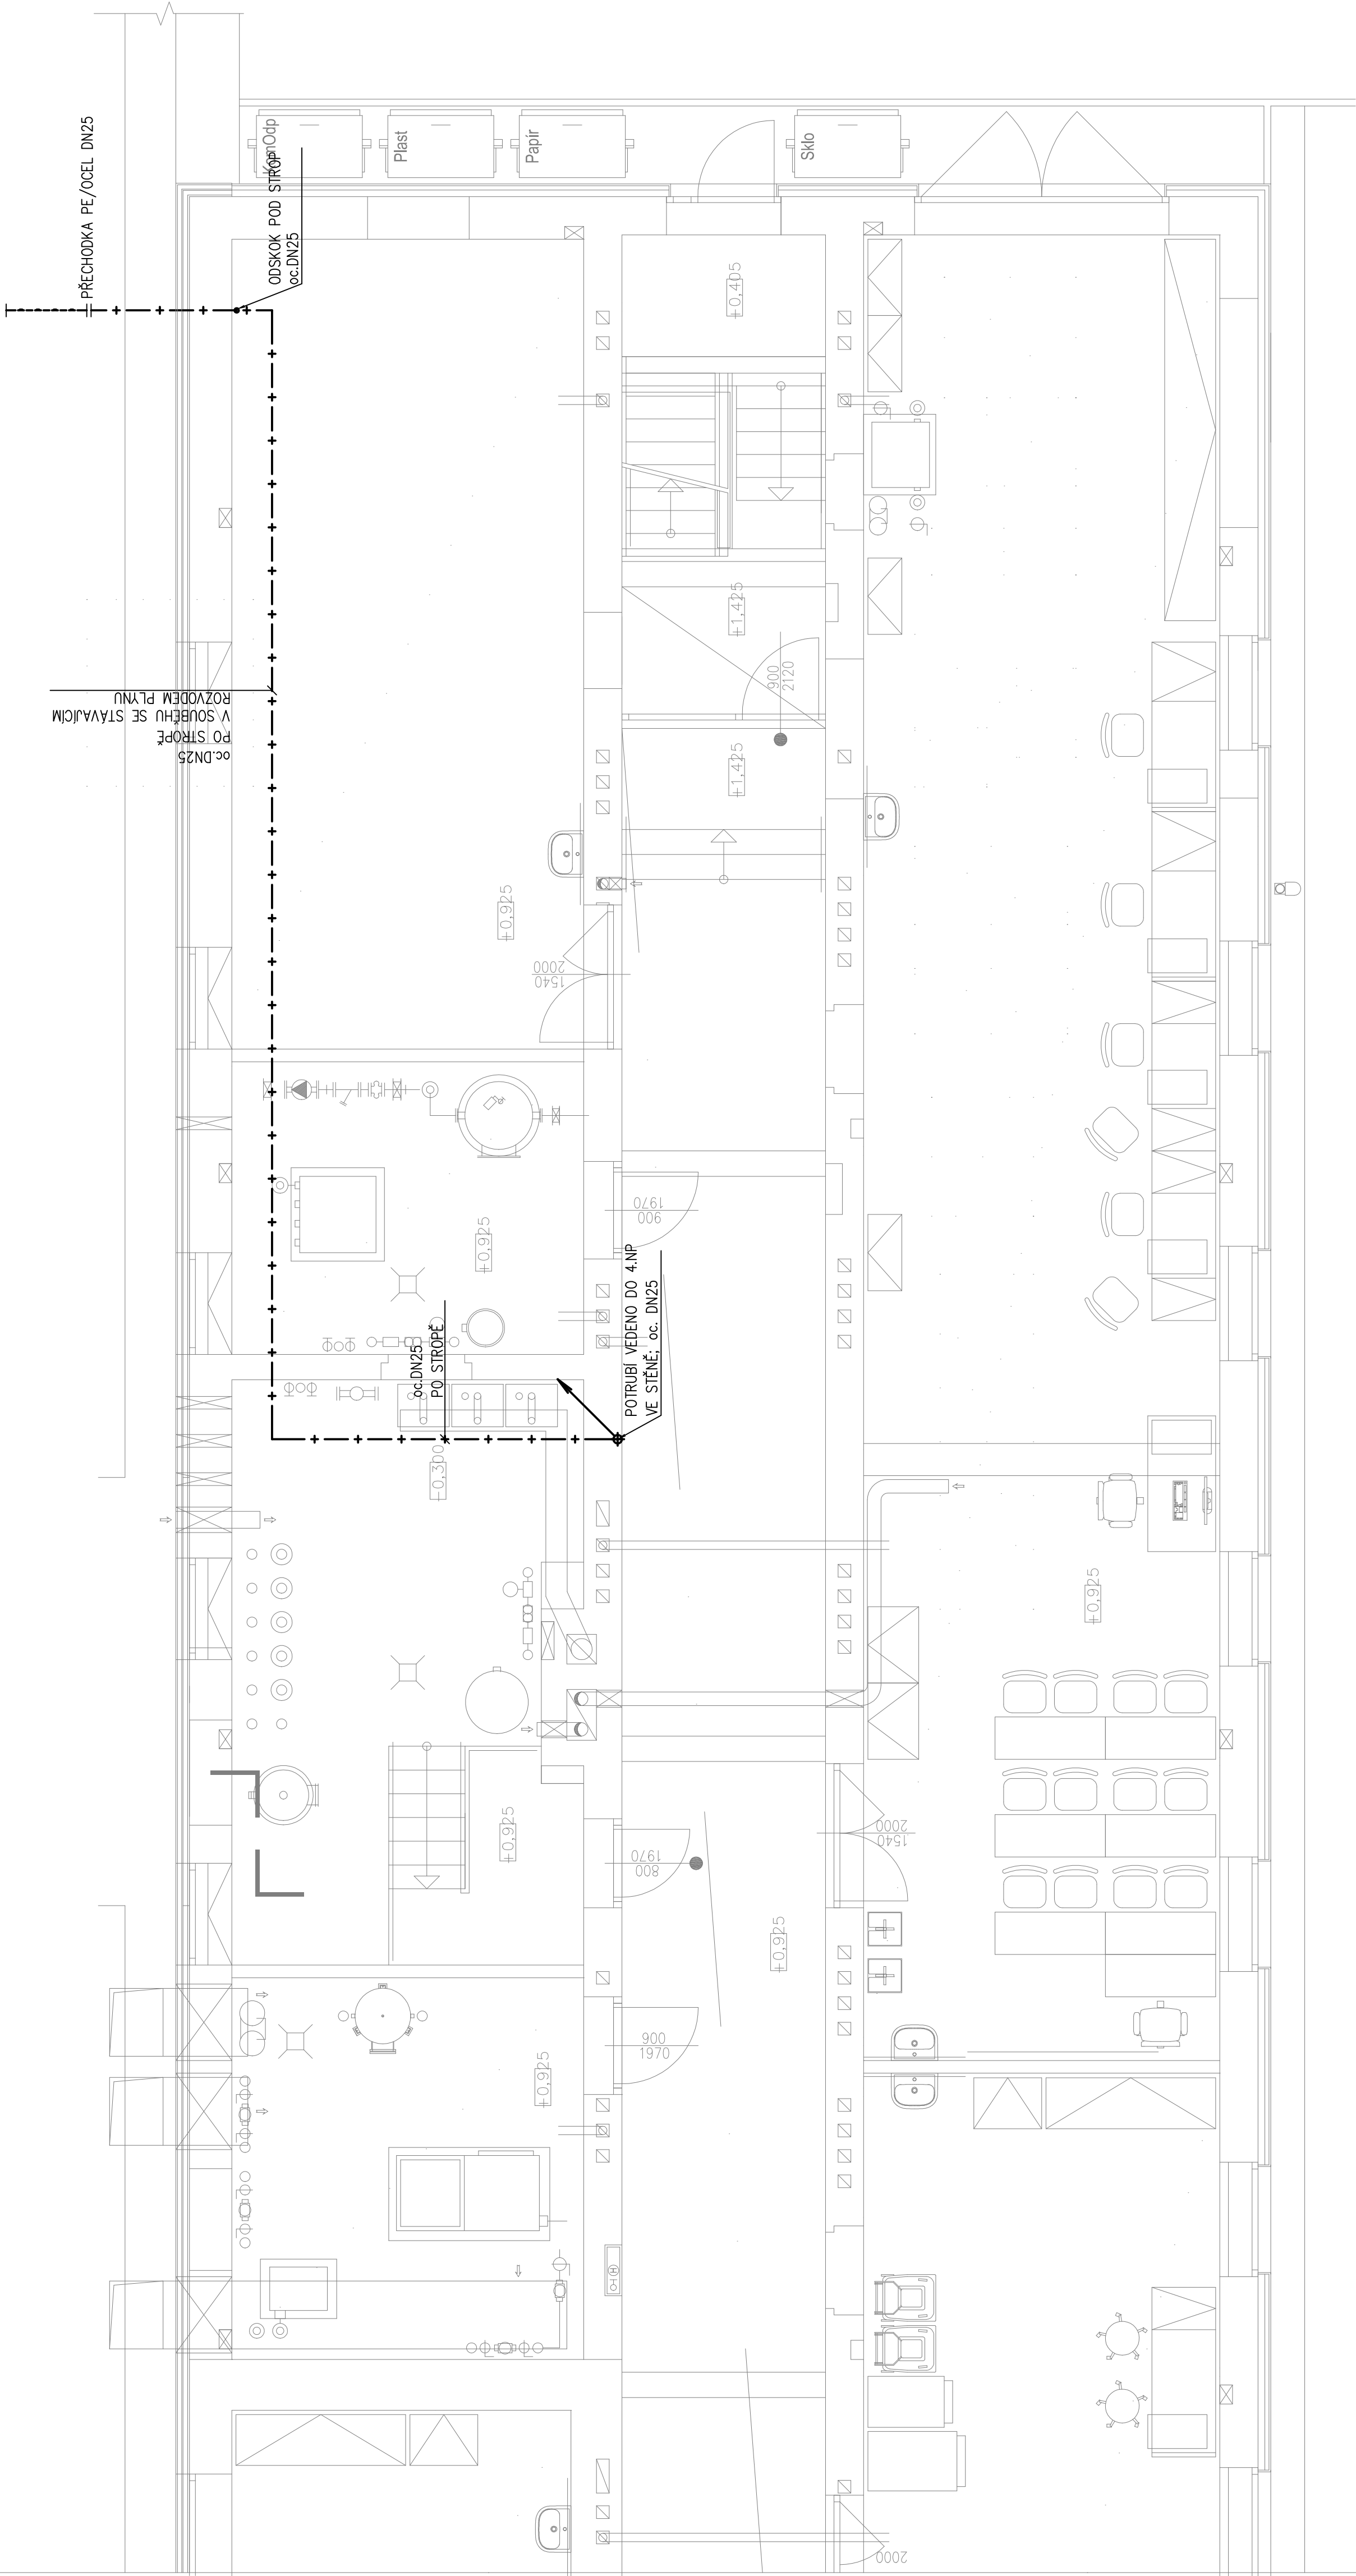 PŘECHODKA PE/OCEL DN25
KomOdp
Plast
Papír
Sklo
ODSKOK POD STROP
oc.DN25
+0,405
+1,425
900
2120
+1,425
oc.DN25
PO STROPĚ
V SOUBĚHU SE STÁVAJÍCÍM
ROZVODEM PLYNU
+0,925
1540
2000
900
1970
+0,925
POTRUBÍ VEDENO DO 4.NP
VE STĚNĚ; oc. DN25
oc.DN25
PO STROPĚ
-0,300
+0,925
+0,925
800
1970
1540
2000
+0,925
900
1970
+0,925
2000